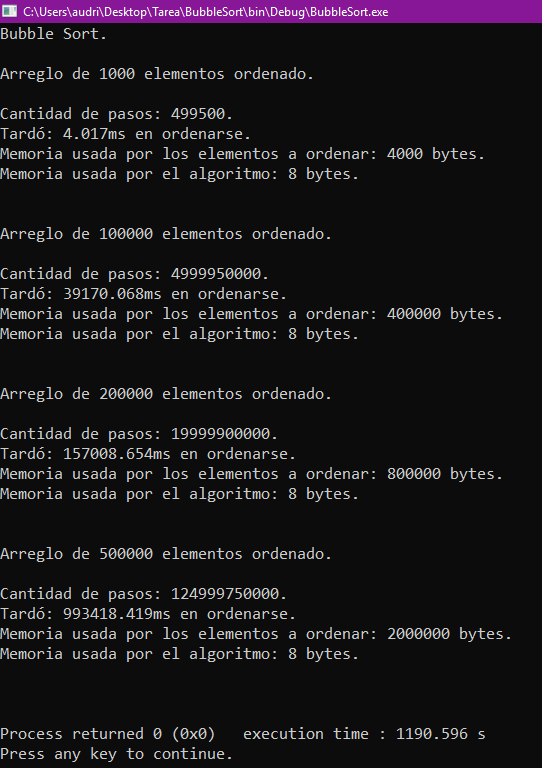 C:\Users\audri\Desktop\Tarea\BubbleSort\bin\Debug\BubbleSort.exe
Bubble Sort.
Arreglo de 1000 elementos ordenado.
Cantidad de pasos: 499500.
Tardó: 4.017ms en ordenarse.
Memoria usada por los elementos a ordenar: 4000 bytes.
Memoria usada por el algoritmo: 8 bytes.
Arreglo de 100000 elementos ordenado.
Cantidad de pasos: 4999950000.
Tardó: 39170.068ms en ordenarse.
Memoria usada por los elementos a ordenar: 400000 bytes.
Memoria usada por el algoritmo: 8 bytes.
Arreglo de 200000 elementos ordenado.
Cantidad de pasos: 19999900000.
Tardó: 157008.654ms en ordenarse.
Memoria usada por los elementos a ordenar: 800000 bytes.
Memoria usada por el algoritmo: 8 bytes.
Arreglo de 500000 elementos ordenado.
Cantidad de pasos: 124999750000.
Tardó: 993418.419ms en ordenarse.
Memoria usada por los elementos a ordenar: 2000000 bytes.
Memoria usada por el algoritmo: 8 bytes.
Process returned 0 (0x0)   execution time : 1190.596 s
Press any key to continue.